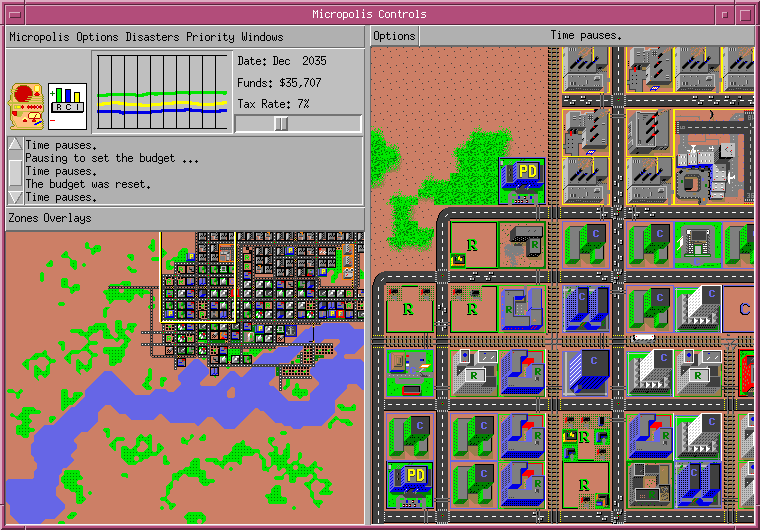 Micropolis Controls
Micropolis Options Disasters Priority Windows
Date: Dec 2035
Funds: $35,707
Tax Rate: 7%
+
R C I
-
Time pauses.
Pausing to set the budget ...
Time pauses.
The budget was reset.
Time pauses.
Zones Overlays
Options
Time pauses.
PD
R
R
C
C
C
R
R
R
C
C
C
C
R
R
C
C
R
R
C
C
R
R
C
C
PD
C
R
R
C